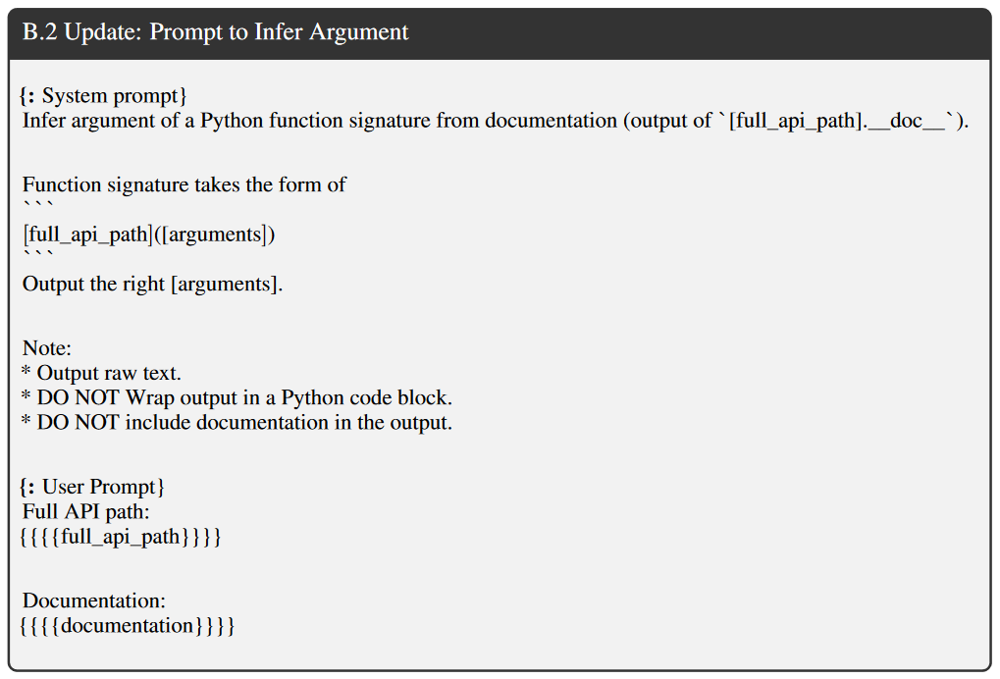 B.2 Update: Prompt to Infer Argument
{: System prompt}
Infer argument of a Python function signature from documentation (output of `[full_api_path].__doc__`).
Function signature takes the form of
```
[full_api_path]([arguments])
```
Output the right [arguments].
Note:
* Output raw text.
* DO NOT Wrap output in a Python code block.
* DO NOT include documentation in the output.
{: User Prompt}
Full API path:
{{{{full_api_path}}}}
Documentation:
{{{{documentation}}}}